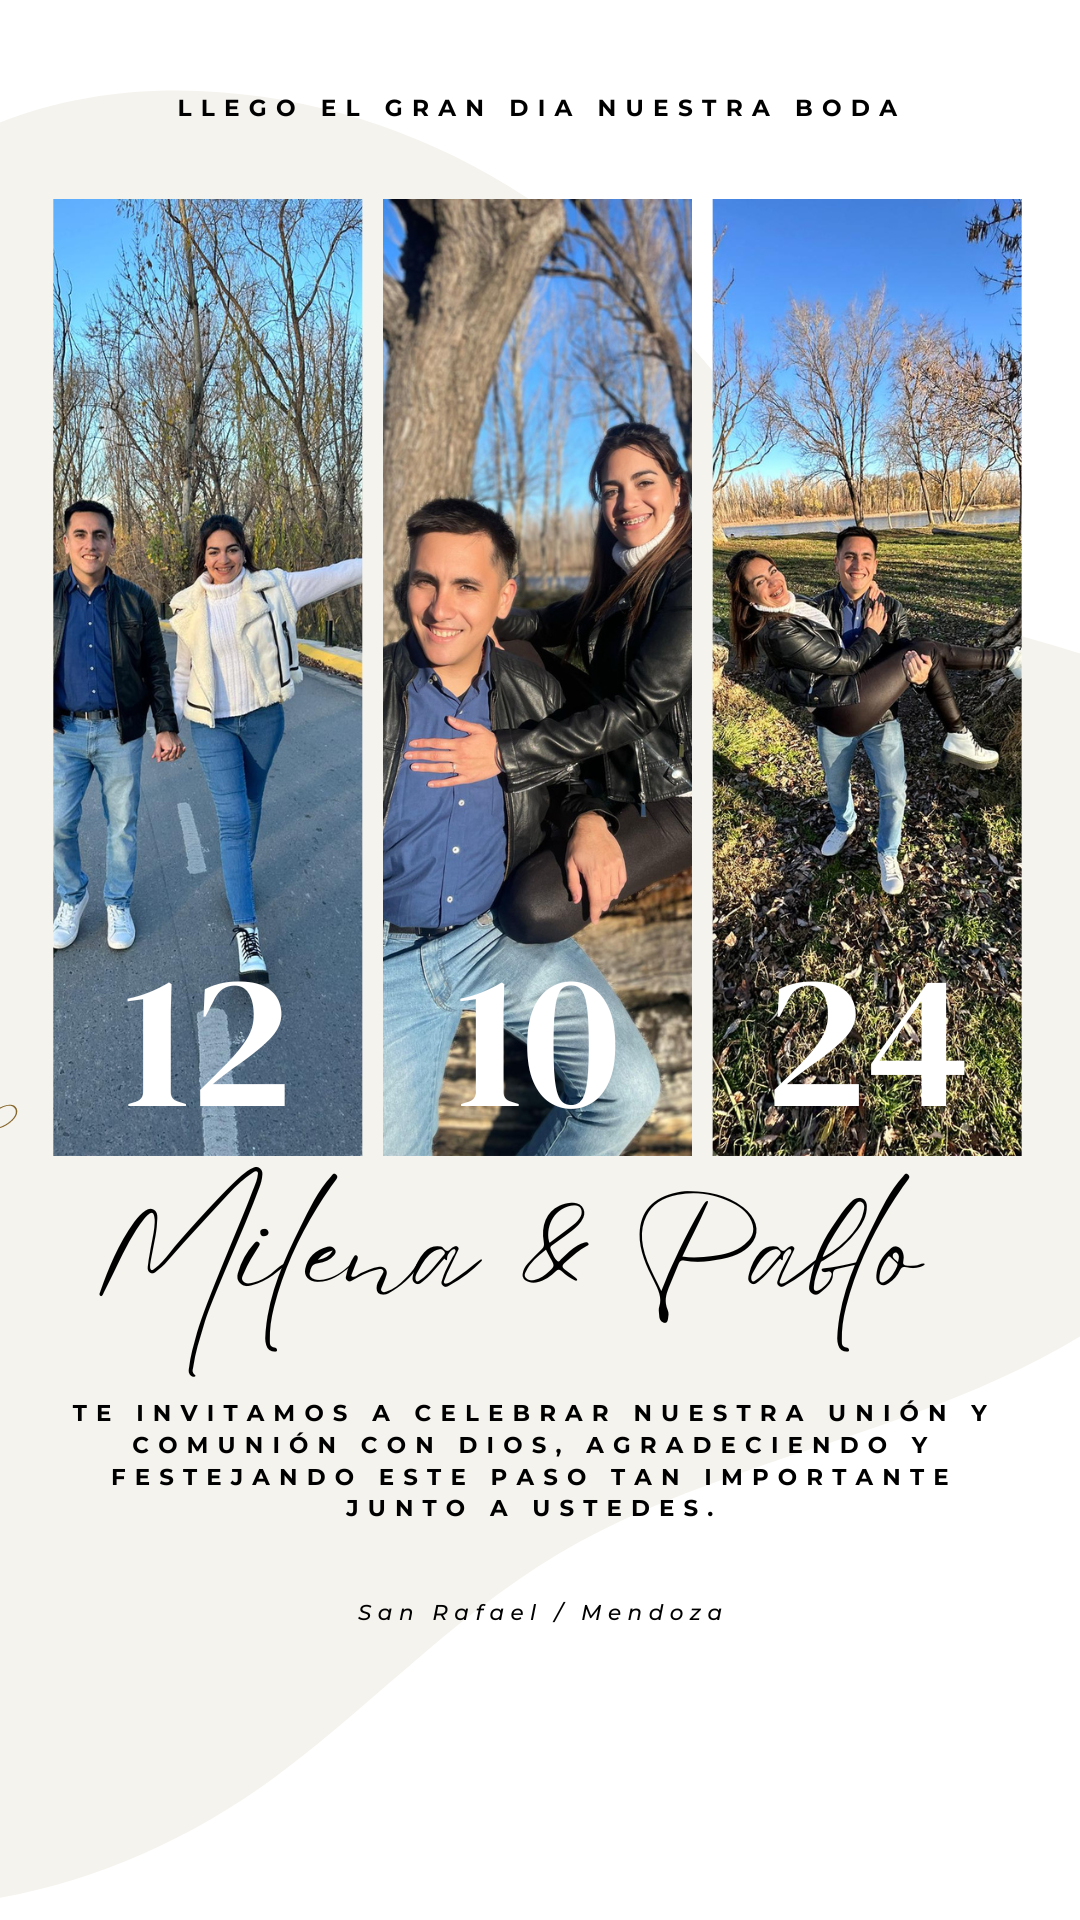 LLEGO EL GRAN DIA NUESTRA BODA
12 10 24
Milena & Pablo
TE INVITAMOS A CELEBRAR NUESTRA UNIÓN Y
COMUNIÓN CON DIOS, AGRADECIENDO Y
FESTEJANDO ESTE PASO TAN IMPORTANTE
JUNTO A USTEDES.
San Rafael / Mendoza